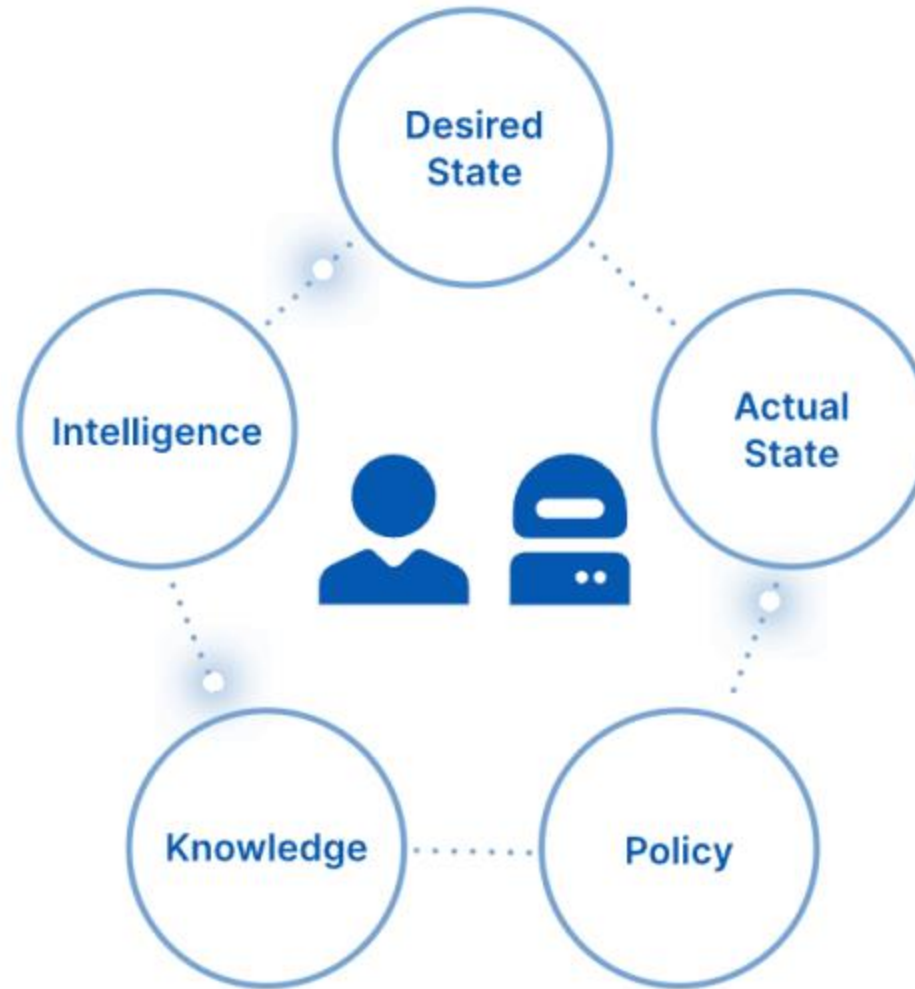 Desired
State
Intelligence
Actual
State
Knowledge
Policy